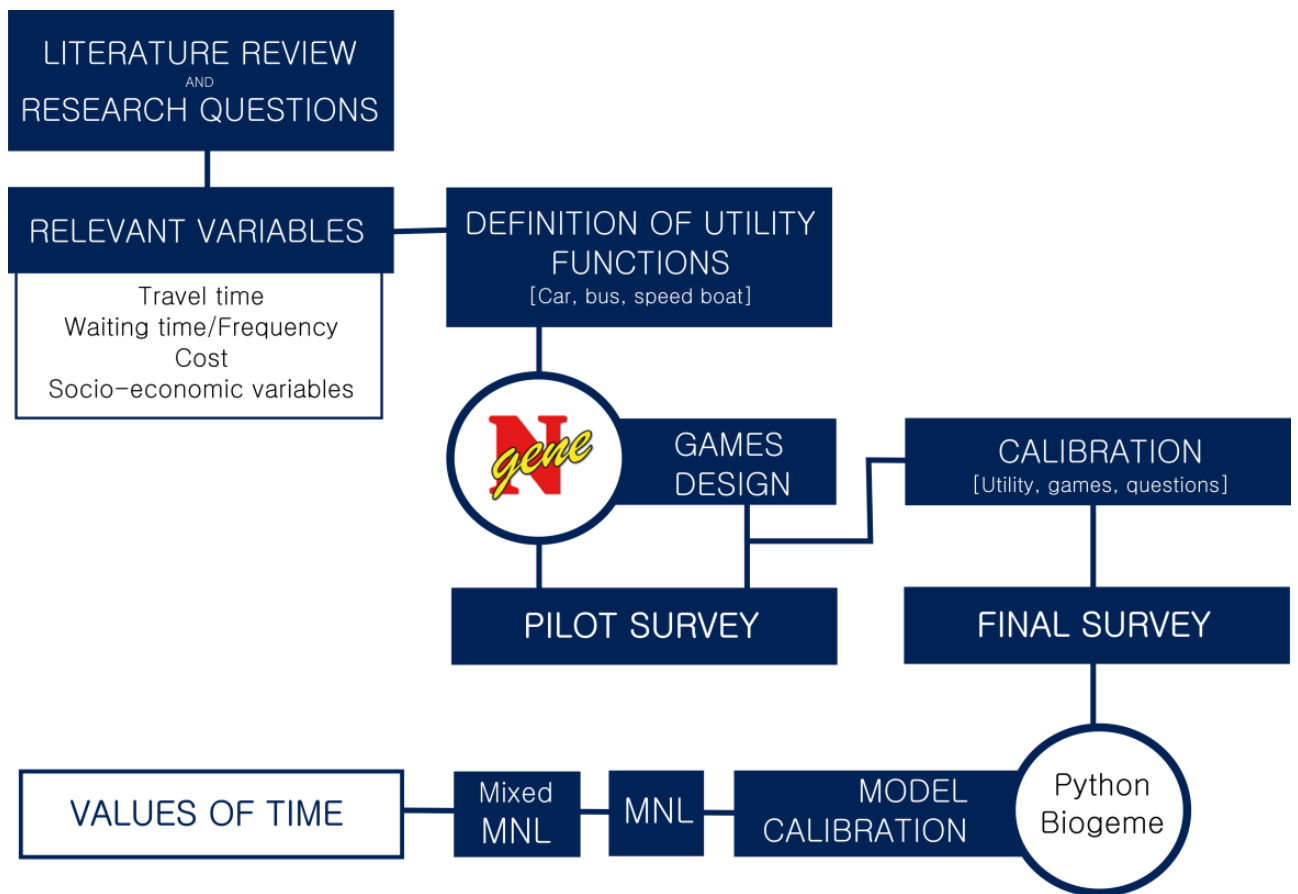 LITERATURE REVIEW
AND
RESEARCH QUESTIONS
RELEVANT VARIABLES
Travel time
Waiting time/Frequency
Cost
Socio-economic variables
DEFINITION OF UTILITY
FUNCTIONS
[Car, bus, speed boat]
N
gene
GAMES
DESIGN
CALIBRATION
[Utility, games, questions]
PILOT SURVEY
FINAL SURVEY
Python
Biogeme
MODEL
CALIBRATION
MNL
Mixed
MNL
VALUES OF TIME